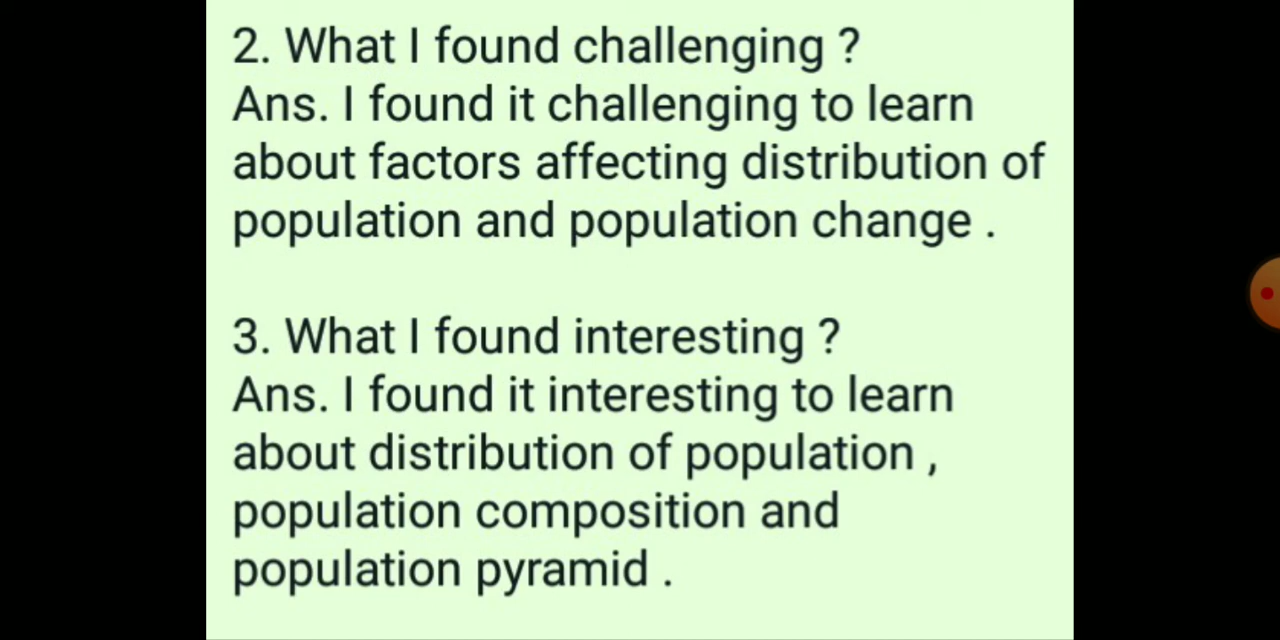 2. What I found challenging ?
Ans. I found it challenging to learn
about factors affecting distribution of
population and population change .
3. What I found interesting ?
Ans. I found it interesting to learn
about distribution of population ,
population composition and
population pyramid .